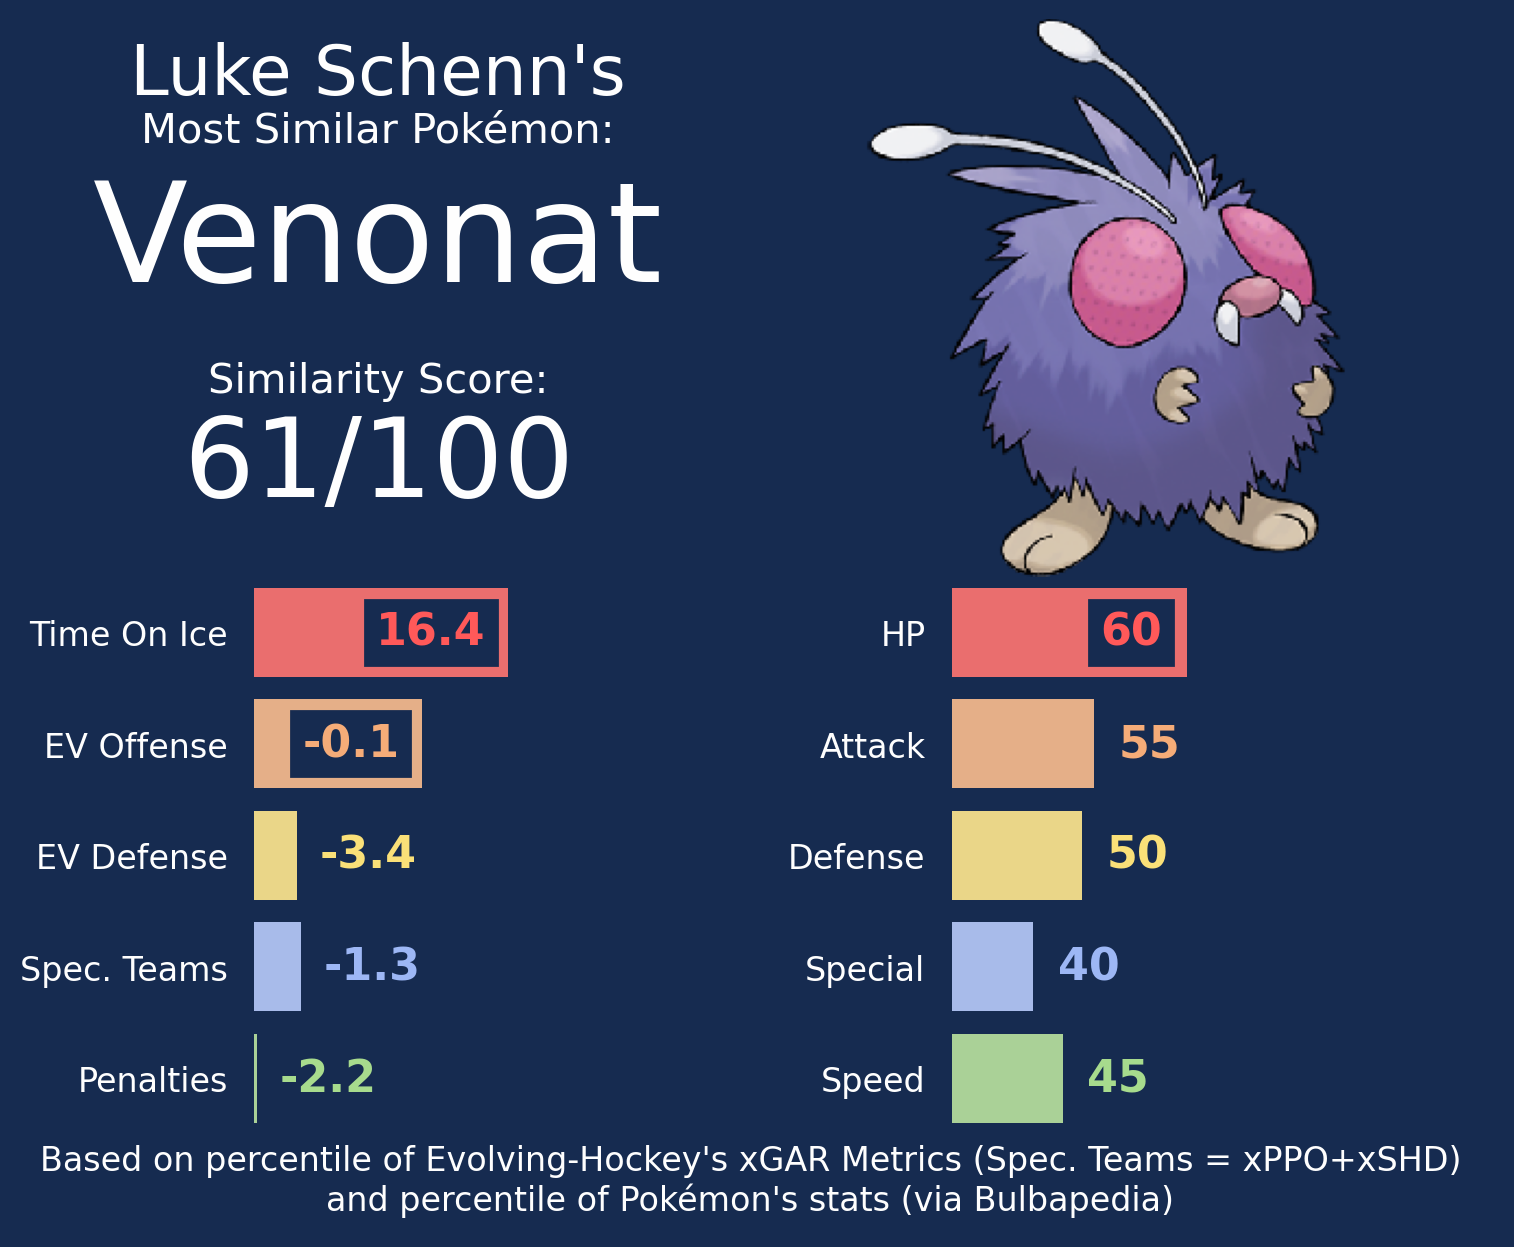 Luke Schenn's
Most Similar Pokémon:
Venonat
Similarity Score:
61/100
Time On Ice 16.4
EV Offense -0.1
EV Defense -3.4
Spec. Teams -1.3
Penalties -2.2
HP 60
Attack 55
Defense 50
Special 40
Speed 45
Based on percentile of Evolving-Hockey's xGAR Metrics (Spec. Teams = xPPO+xSHD)
and percentile of Pokémon's stats (via Bulbapedia)